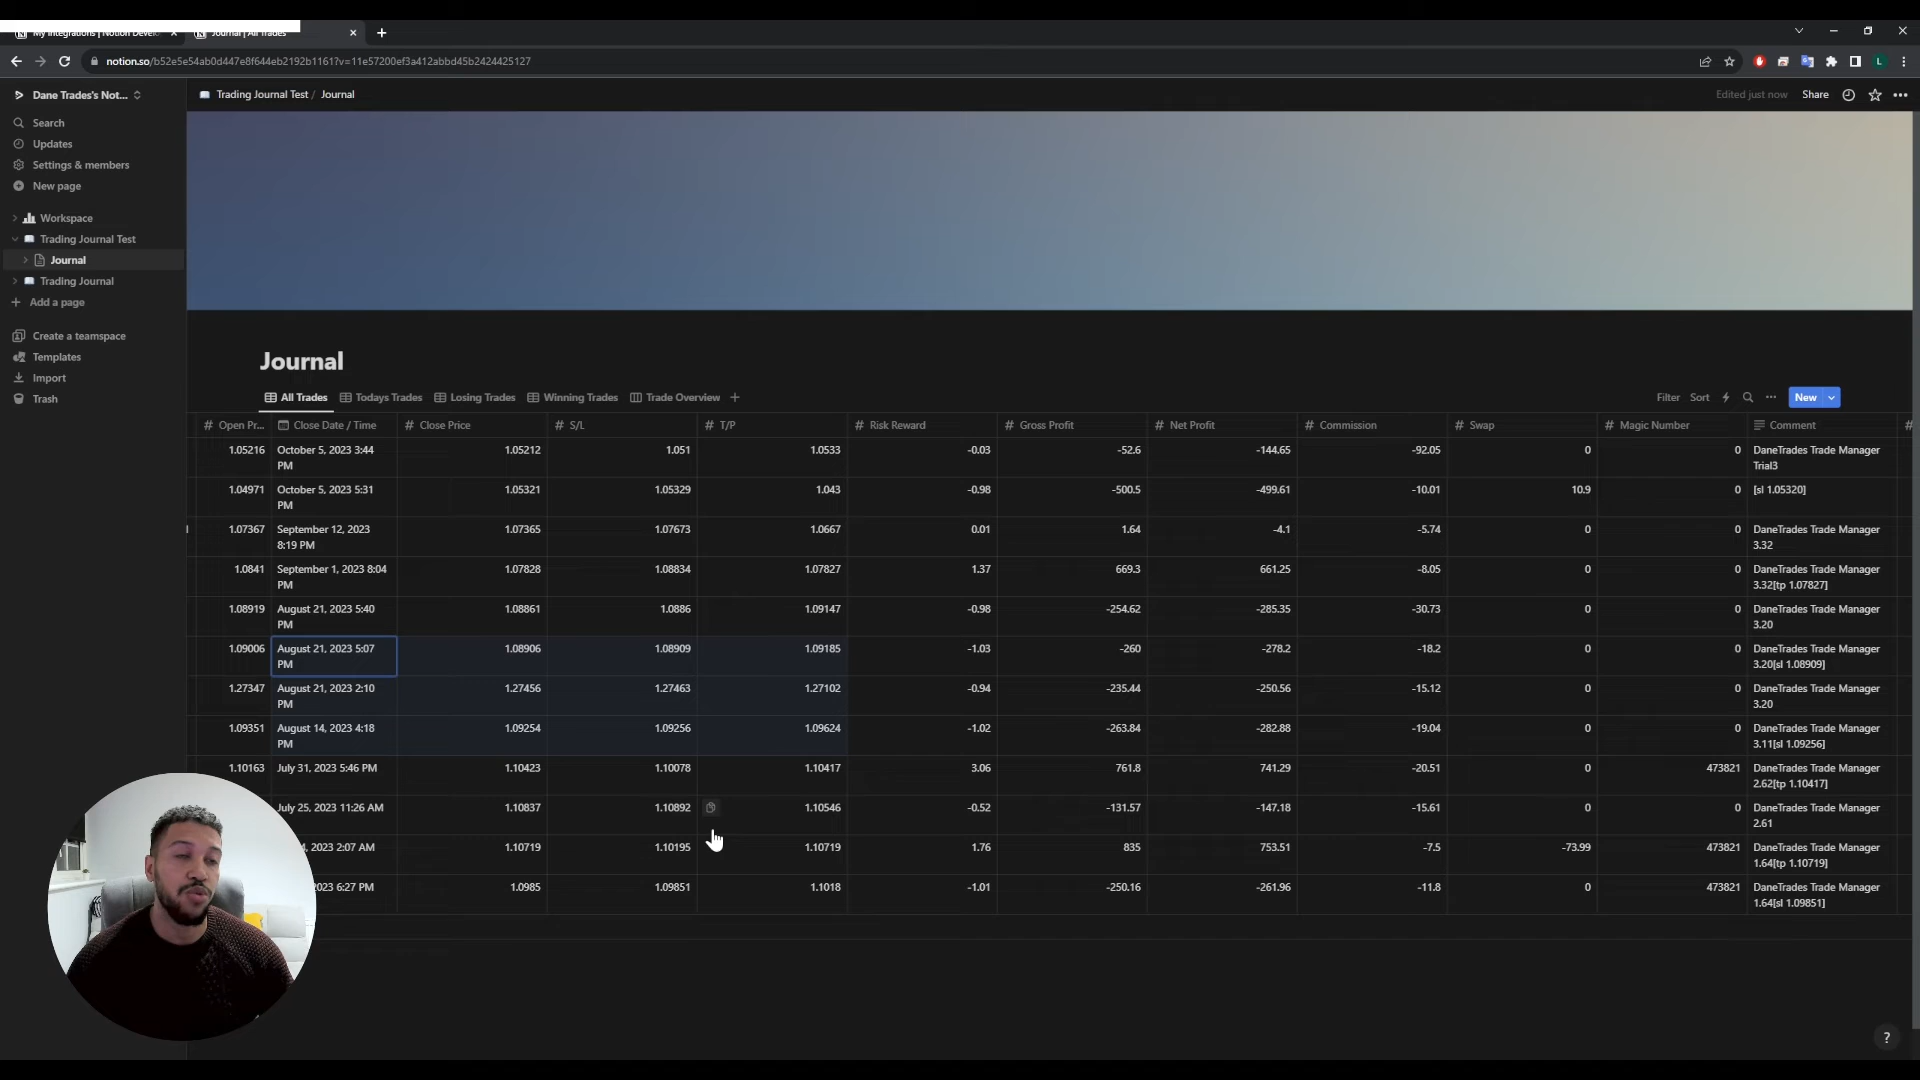 My Integrations | Notion Devel
Journal | All Trades
notion.so/b52e5e54ab0d447e8f644eb2192b1161?v=11e57200ef3a412abbd45b2424425127
L
Dane Trades's Not...
Trading Journal Test / Journal
Edited just now
Share
Search
Updates
Settings & members
New page
Workspace
Trading Journal Test
Journal
Trading Journal
Add a page
Create a teamspace
Templates
Import
Trash
Journal
All Trades Todays Trades Losing Trades Winning Trades Trade Overview
Filter Sort New
# Open Pr... Close Date / Time # Close Price # S/L # T/P # Risk Reward # Gross Profit # Net Profit # Commission # Swap # Magic Number Comment #
1.05216 October 5, 2023 3:44 PM 1.05212 1.051 1.0533 -0.03 -52.6 -144.65 -92.05 0 0 DaneTrades Trade Manager Trial3
1.04971 October 5, 2023 5:31 PM 1.05321 1.05329 1.043 -0.98 -500.5 -499.61 -10.01 10.9 0 [sl 1.05320]
1.07367 September 12, 2023 8:19 PM 1.07365 1.07673 1.0667 0.01 1.64 -4.1 -5.74 0 0 DaneTrades Trade Manager 3.32
1.0841 September 1, 2023 8:04 PM 1.07828 1.08834 1.07827 1.37 669.3 661.25 -8.05 0 0 DaneTrades Trade Manager 3.32[tp 1.07827]
1.08919 August 21, 2023 5:40 PM 1.08861 1.0886 1.09147 -0.98 -254.62 -285.35 -30.73 0 0 DaneTrades Trade Manager 3.20
1.09006 August 21, 2023 5:07 PM 1.08906 1.08909 1.09185 -1.03 -260 -278.2 -18.2 0 0 DaneTrades Trade Manager 3.20[sl 1.08909]
1.27347 August 21, 2023 2:10 PM 1.27456 1.27463 1.27102 -0.94 -235.44 -250.56 -15.12 0 0 DaneTrades Trade Manager 3.20
1.09351 August 14, 2023 4:18 PM 1.09254 1.09256 1.09624 -1.02 -263.84 -282.88 -19.04 0 0 DaneTrades Trade Manager 3.11[sl 1.09256]
1.10163 July 31, 2023 5:46 PM 1.10423 1.10078 1.10417 3.06 761.8 741.29 -20.51 0 473821 DaneTrades Trade Manager 2.62[tp 1.10417]
July 25, 2023 11:26 AM 1.10837 1.10892 1.10546 -0.52 -131.57 -147.18 -15.61 0 0 DaneTrades Trade Manager 2.61
2:07 AM 1.10719 1.10195 1.10719 1.76 835 753.51 -7.5 -73.99 473821 DaneTrades Trade Manager 1.64[tp 1.10719]
6:27 PM 1.0985 1.09851 1.1018 -1.01 -250.16 -261.96 -11.8 0 473821 DaneTrades Trade Manager 1.64[sl 1.09851]
?